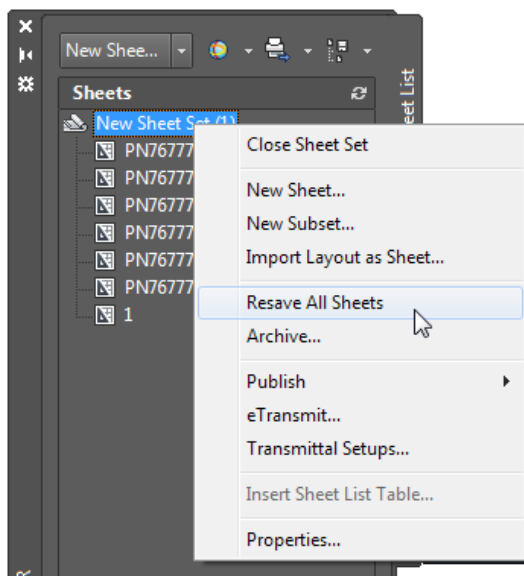 New Shee...
Sheets
New Sheet Set (1)
PN76777
PN76777
PN76777
PN76777
PN76777
PN76777
1
Close Sheet Set
New Sheet...
New Subset...
Import Layout as Sheet...
Resave All Sheets
Archive...
Publish
eTransmit...
Transmittal Setups...
Insert Sheet List Table...
Properties...
List